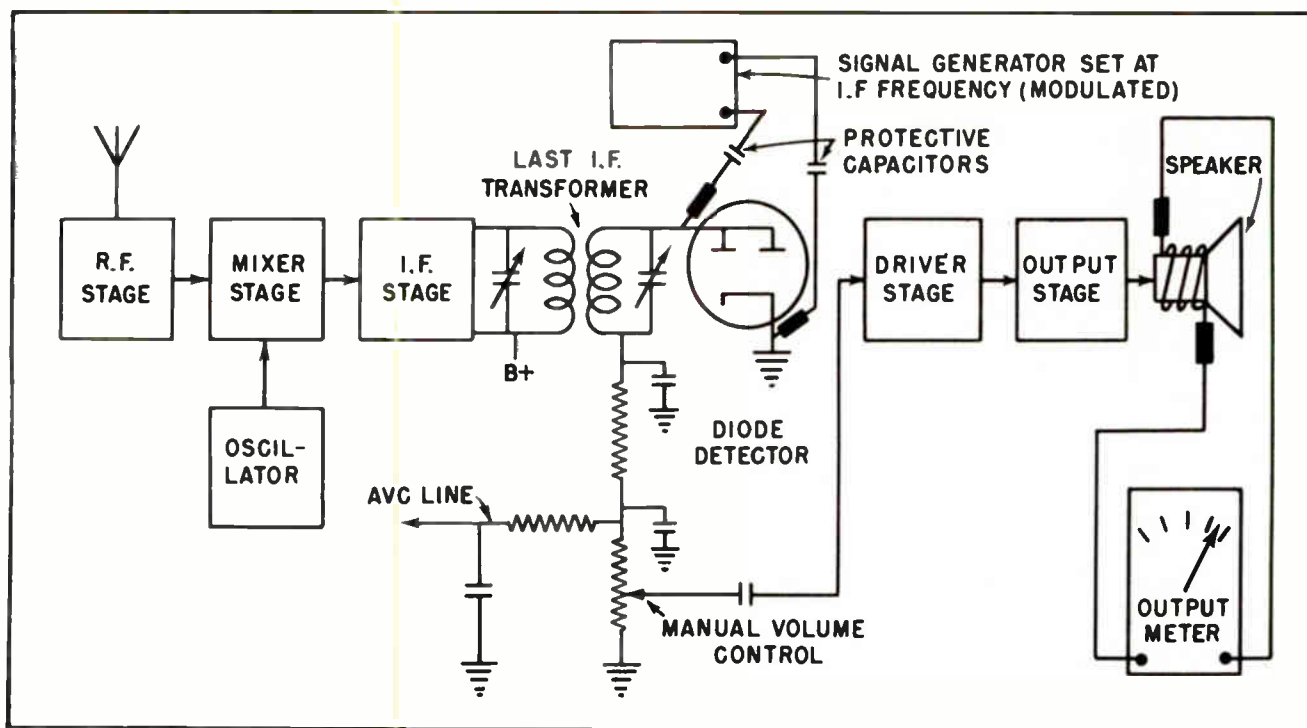 SIGNAL GENERATOR SET AT
I.F FREQUENCY (MODULATED)
PROTECTIVE
CAPACITORS
LAST I.F.
TRANSFORMER
SPEAKER
R.F.
STAGE
MIXER
STAGE
I.F.
STAGE
DRIVER
STAGE
OUTPUT
STAGE
B+
OSCIL-
LATOR
DIODE
DETECTOR
AVC LINE
MANUAL VOLUME
CONTROL
OUTPUT
METER